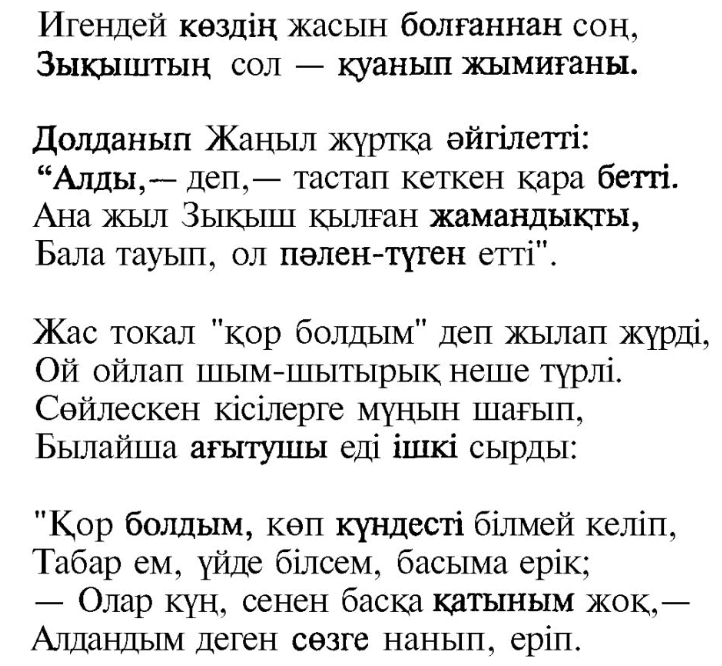 Игендей көздің жасын болғаннан соң,
Зықыштың сол — қуанып жымиғаны.
Долданып Жаңыл жұртқа әйгілетті:
“Алды,— деп,— тастап кеткен қара бетті.
Ана жыл Зықыш қылған жамандықты,
Бала тауып, ол пәлен-түген етті".
Жас токал "қор болдым" деп жылап жүрді,
Ой ойлап шым-шытырық неше түрлі.
Сөйлескен кісілерге мұңын шағып,
Былайша ағытушы еді ішкі сырды:
"Қор болдым, көп күндесті білмей келіп,
Табар ем, үйде білсем, басыма ерік;
— Олар күң, сенен басқа қатыным жоқ,—
Алдандым деген сөзге нанып, еріп.